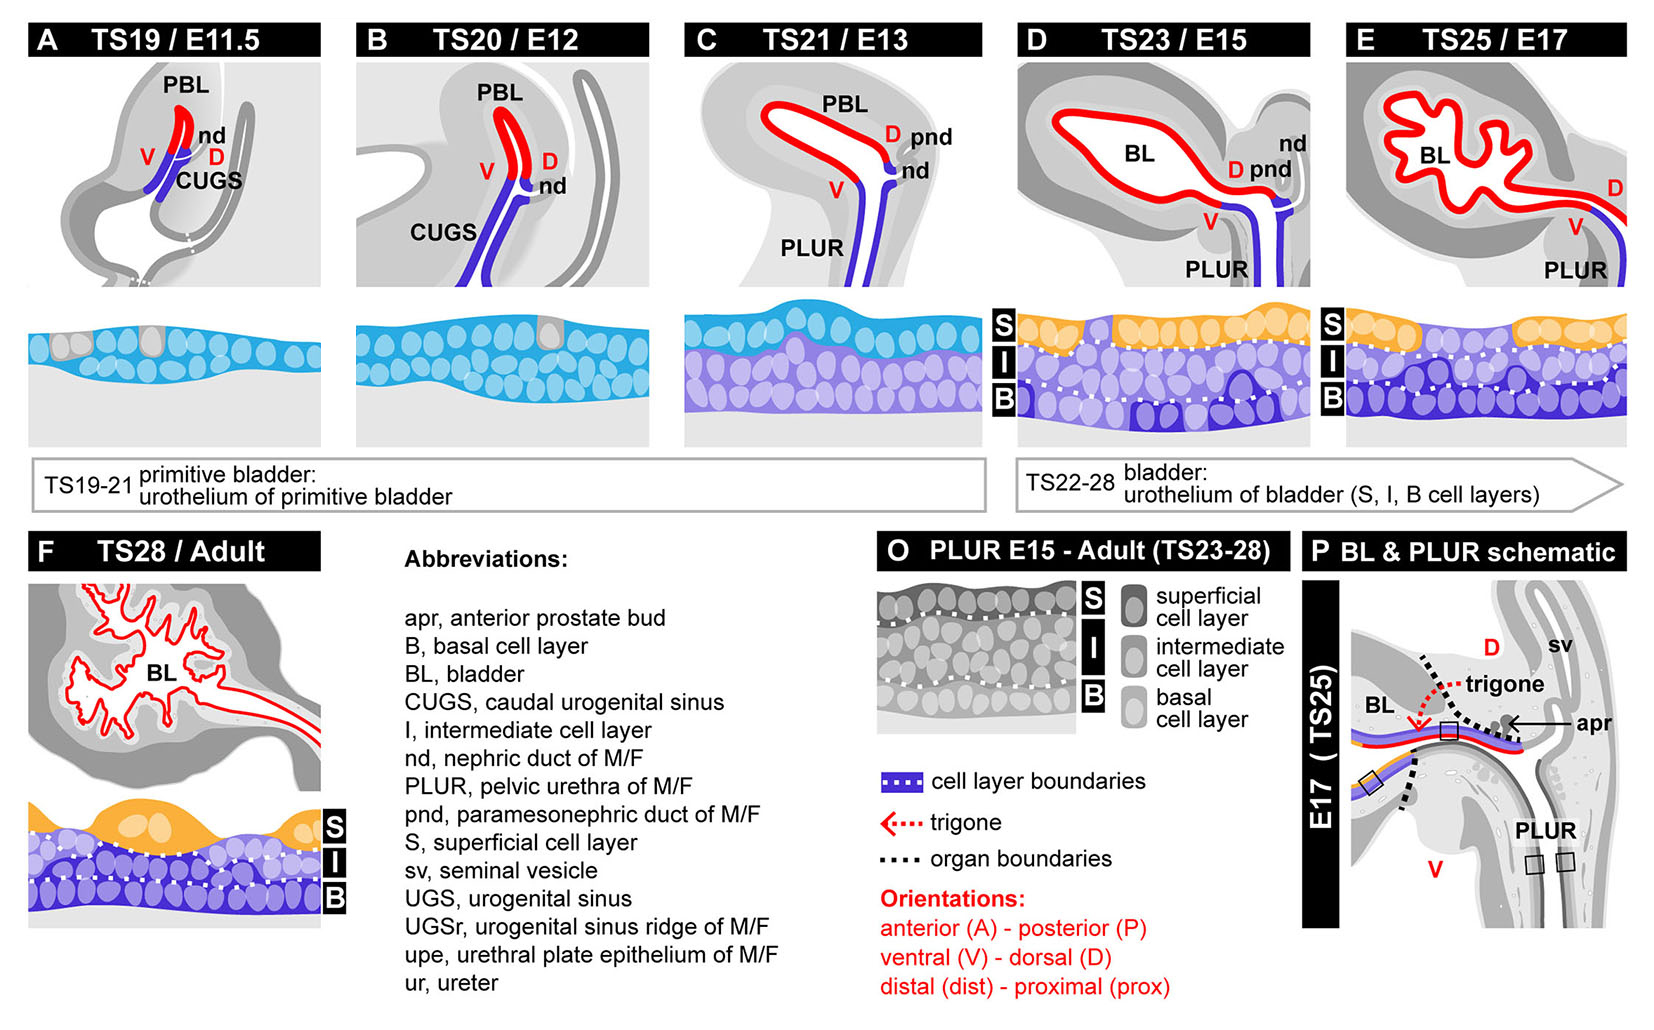 A TS19 / E11.5
PBL
nd
V
D
CUGS
B TS20 / E12
PBL
V
D
nd
CUGS
C TS21 / E13
PBL
D
pnd
nd
V
PLUR
D TS23 / E15
BL
nd
D
pnd
V
PLUR
E TS25 / E17
BL
D
V
PLUR
S
I
B
S
I
B
TS19-21 primitive bladder:
urothelium of primitive bladder
TS22-28 bladder:
urothelium of bladder (S, I, B cell layers)
F TS28 / Adult
BL
S
I
B
Abbreviations:
apr, anterior prostate bud
B, basal cell layer
BL, bladder
CUGS, caudal urogenital sinus
I, intermediate cell layer
nd, nephric duct of M/F
PLUR, pelvic urethra of M/F
pnd, paramesonephric duct of M/F
S, superficial cell layer
sv, seminal vesicle
UGS, urogenital sinus
UGSr, urogenital sinus ridge of M/F
upe, urethral plate epithelium of M/F
ur, ureter
O PLUR E15 - Adult (TS23-28)
S
I
B
superficial
cell layer
intermediate
cell layer
basal
cell layer
cell layer boundaries
trigone
organ boundaries
Orientations:
anterior (A) - posterior (P)
ventral (V) - dorsal (D)
distal (dist) - proximal (prox)
P BL & PLUR schematic
E17 ( TS25)
D
sv
trigone
BL
apr
PLUR
V